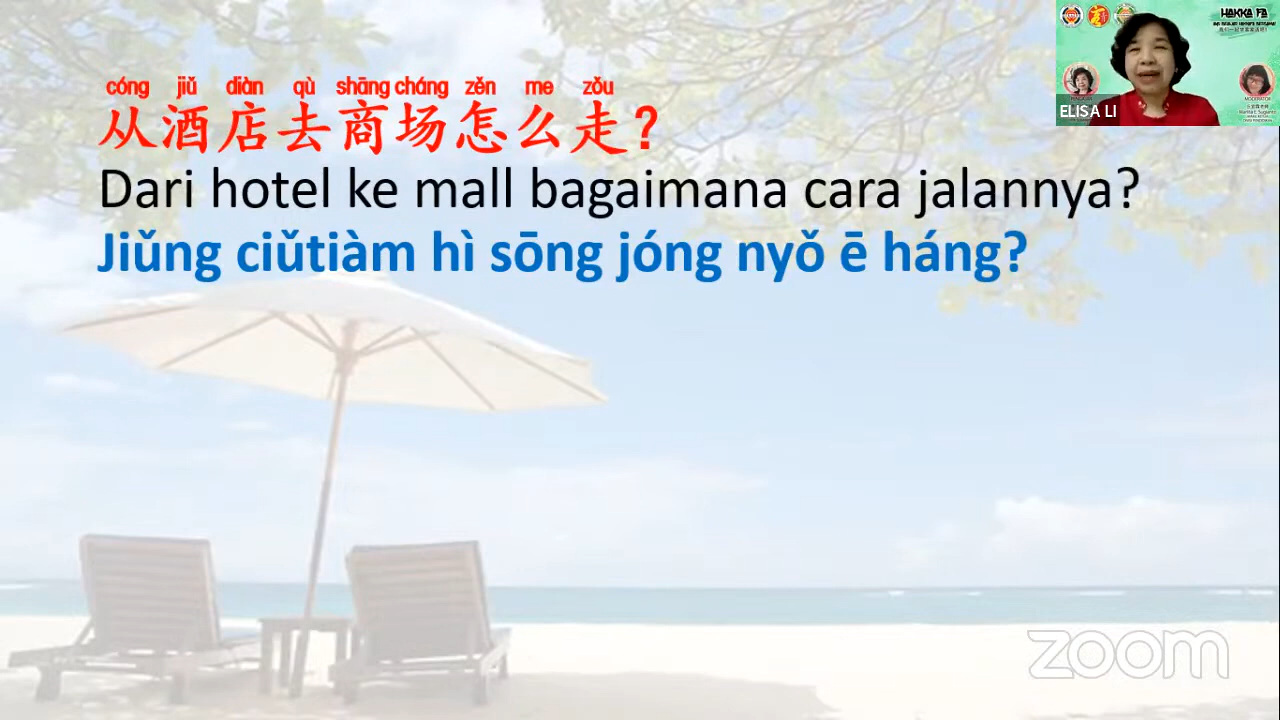 cóng jiǔ diàn qù shāng cháng zěn me zǒu
从酒店去商场怎么走？
Dari hotel ke mall bagaimana cara jalannya?
Jiǔng ciǔtiàm hì sōng jóng nyǒ ē háng?
HAKKA FA
ELISA LI
MODERATOR
zoom